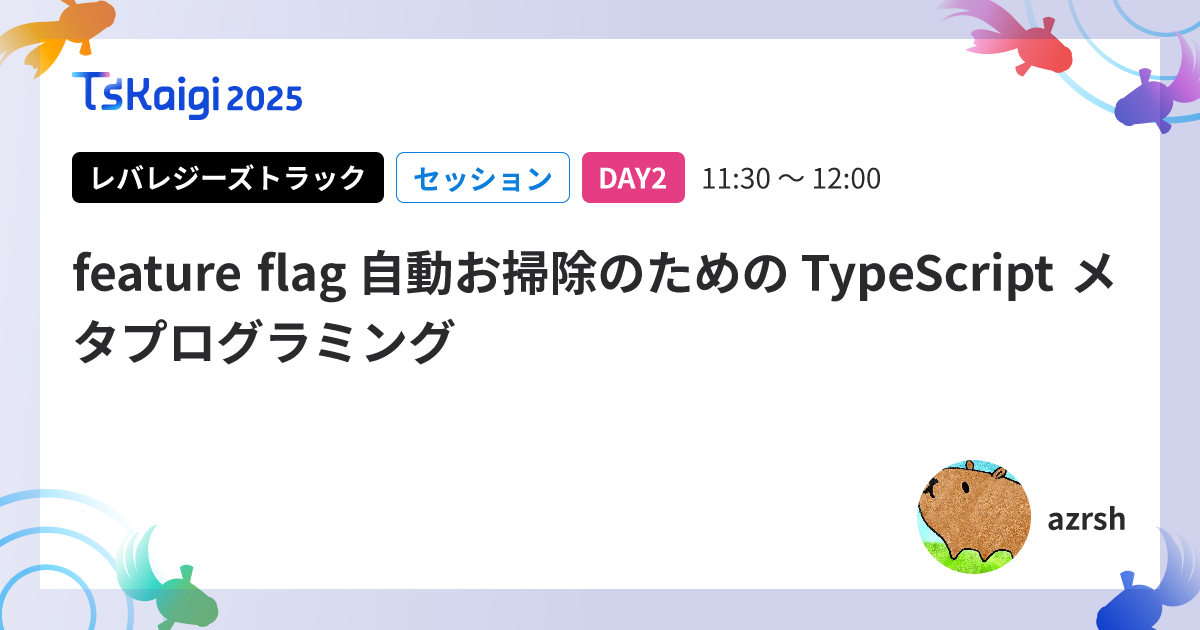 TsKaigi 2025
レバレジーズトラック セッション DAY2 11:30 〜 12:00
feature flag 自動お掃除のための TypeScript メ
タプログラミング
azrsh